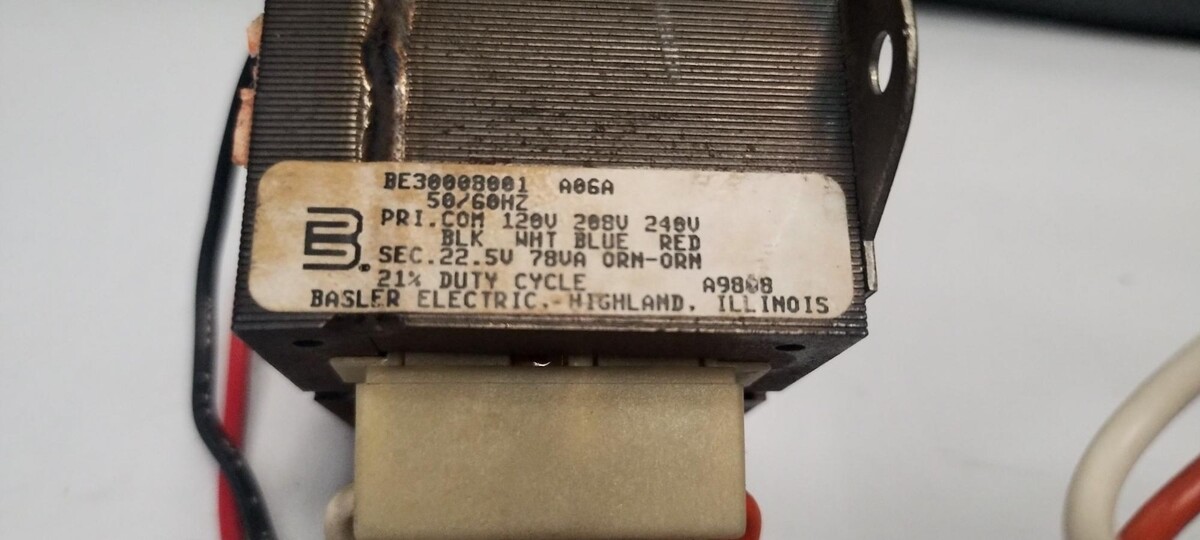 BE30008001 A06A
50/60HZ
PRI.COM 120V 208V 240V
BLK WHT BLUE RED
SEC.22.5V 78VA ORN-ORN
21% DUTY CYCLE A9808
BASLER ELECTRIC.-HIGHLAND, ILLINOIS